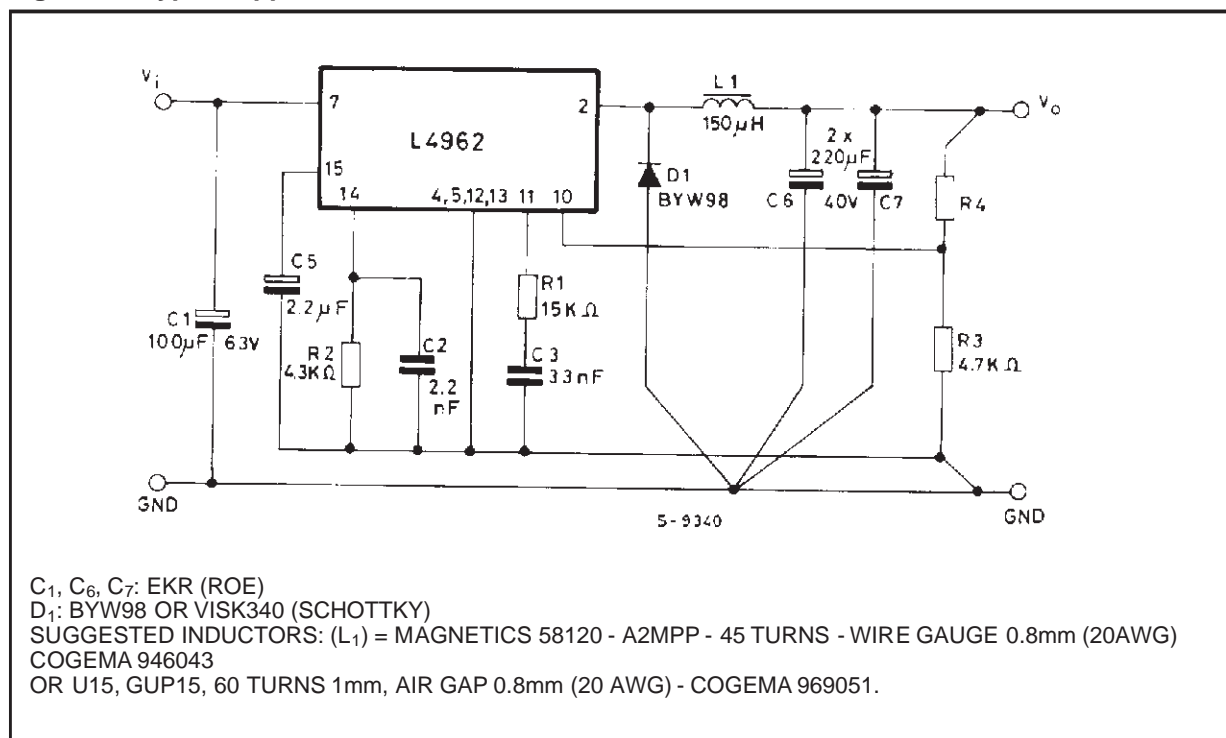 Vi
7
2
L4962
15
14
4,5,12,13
11
10
L1
150µH
Vo
2x
220µF
D1
BYW98
C6
40V
C7
R4
C5
2.2µF
C1
100µF
63V
R2
4.3KΩ
C2
2.2
nF
R1
15KΩ
C3
33nF
R3
4.7KΩ
GND
S-9340
GND
C1, C6, C7: EKR (ROE)
D1: BYW98 OR VISK340 (SCHOTTKY)
SUGGESTED INDUCTORS: (L1) = MAGNETICS 58120 - A2MPP - 45 TURNS - WIRE GAUGE 0.8mm (20AWG)
COGEMA 946043
OR U15, GUP15, 60 TURNS 1mm, AIR GAP 0.8mm (20 AWG) - COGEMA 969051.